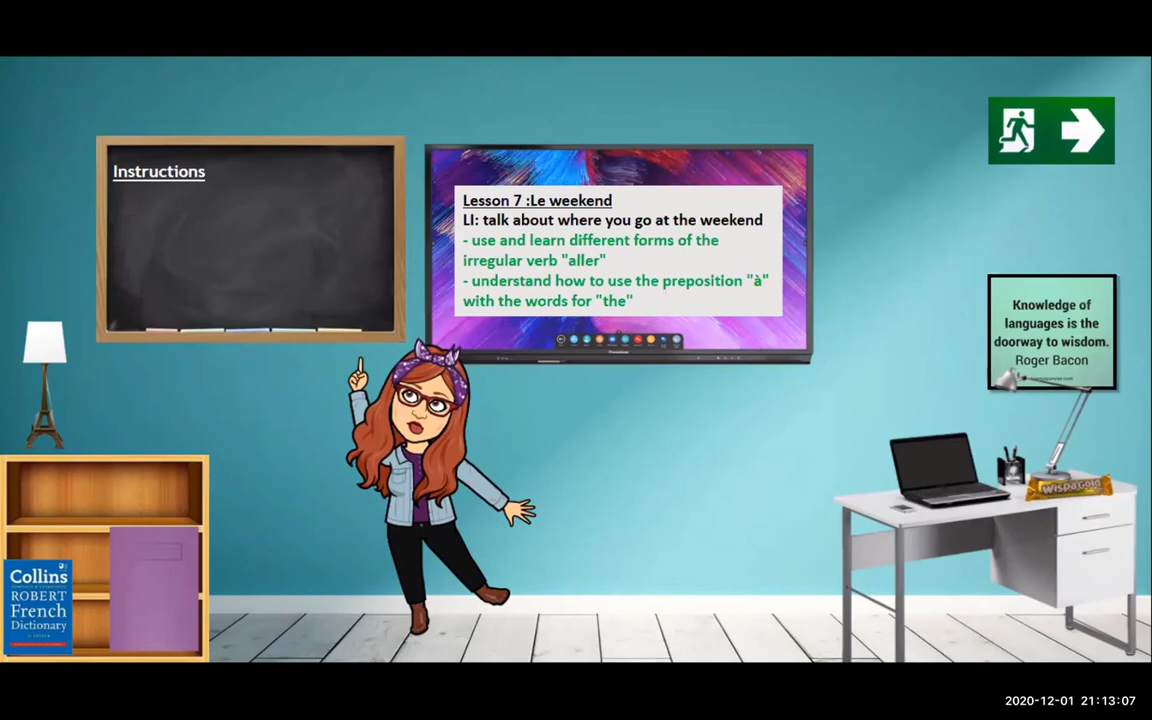 Instructions
Lesson 7 :Le weekend
LI: talk about where you go at the weekend
- use and learn different forms of the
irregular verb "aller"
- understand how to use the preposition "à"
with the words for "the"
Knowledge of
languages is the
doorway to wisdom.
Roger Bacon
WispaGold
Collins
ROBERT
French
Dictionary
2020-12-01 21:13:07